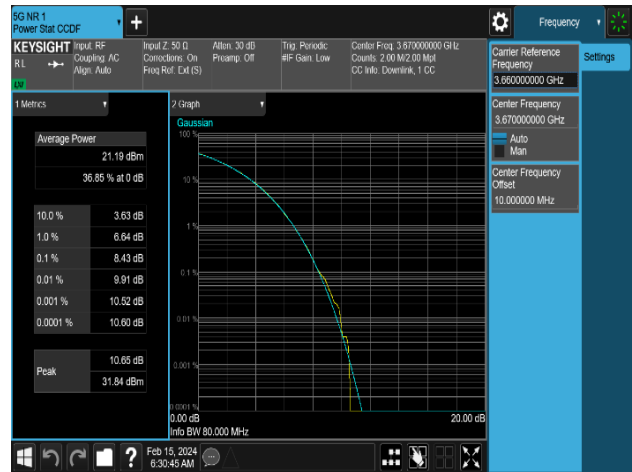 5G NR 1
Power Stat CCDF
Frequency
KEYSIGHT
RL
LW
Input: RF
Coupling: AC
Align: Auto
Input Z: 50 Ω
Corrections: On
Freq Ref: Ext (S)
Atten: 30 dB
Preamp: Off
Trig: Periodic
#IF Gain: Low
Center Freq: 3.670000000 GHz
Counts: 2.00 M/2.00 Mpt
CC Info: Downlink, 1 CC
Carrier Reference
Frequency
3.660000000 GHz
Settings
Center Frequency
3.670000000 GHz
Auto
Man
Center Frequency
Offset
10.000000 MHz
1 Metrics
Average Power
21.19 dBm
36.85 % at 0 dB
10.0 % 3.63 dB
1.0 % 6.64 dB
0.1 % 8.43 dB
0.01 % 9.91 dB
0.001 % 10.52 dB
0.0001 % 10.60 dB
Peak
10.65 dB
31.84 dBm
2 Graph
Gaussian
100 %
10 %
1 %
0.1 %
0.01 %
0.001 %
0.0001 %
0.00 dB 20.00 dB
Info BW 80.000 MHz
?
Feb 15, 2024
6:30:45 AM